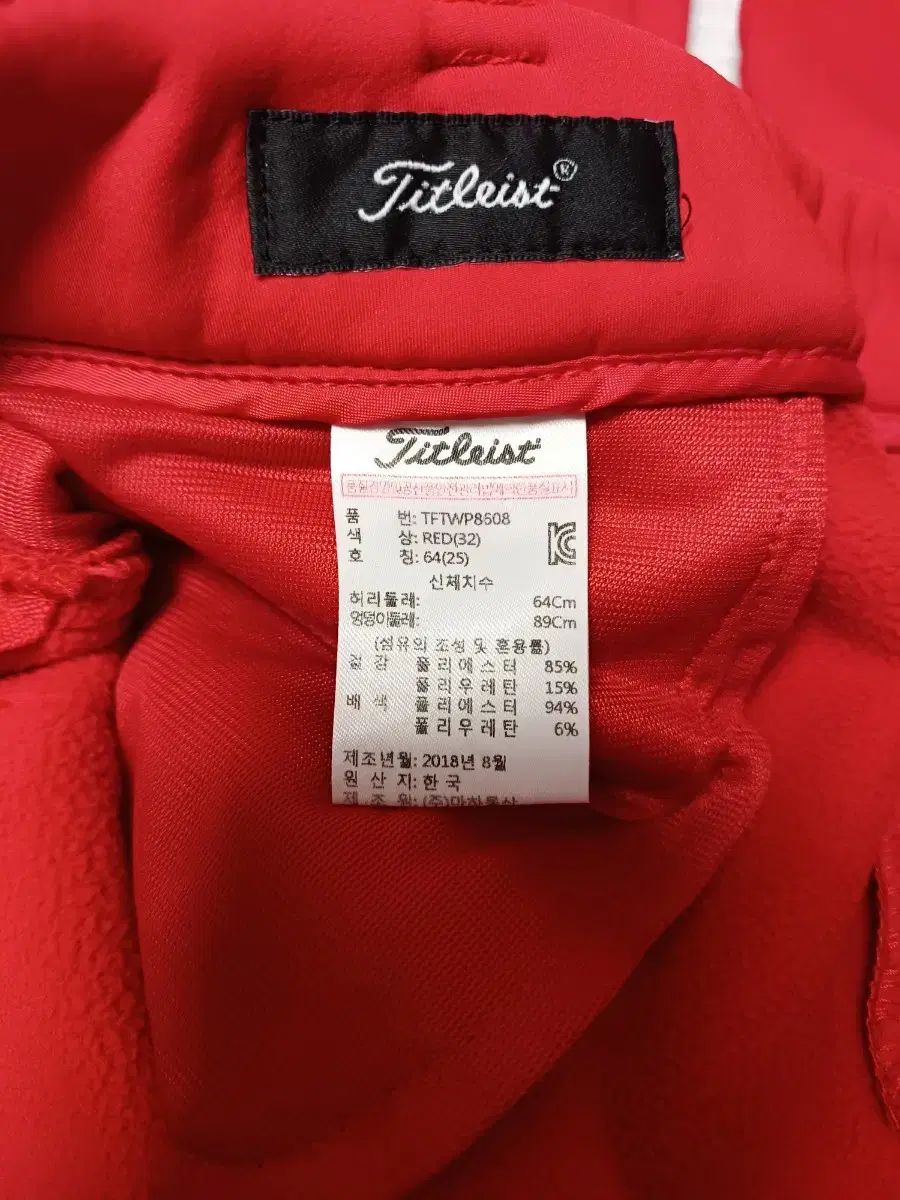 Titleist®
Titleist
품 번: TFTWP8608
색 상: RED(32)
호 칭: 64(25)
신체치수
허리둘레: 64Cm
엉덩이둘레: 89Cm
(섬유의 조성 및 혼용률)
겉감 폴리에스터 85%
폴리우레탄 15%
배색 폴리에스터 94%
폴리우레탄 6%
제조년월: 2018년 8월
원산지: 한국
제조원: (주)